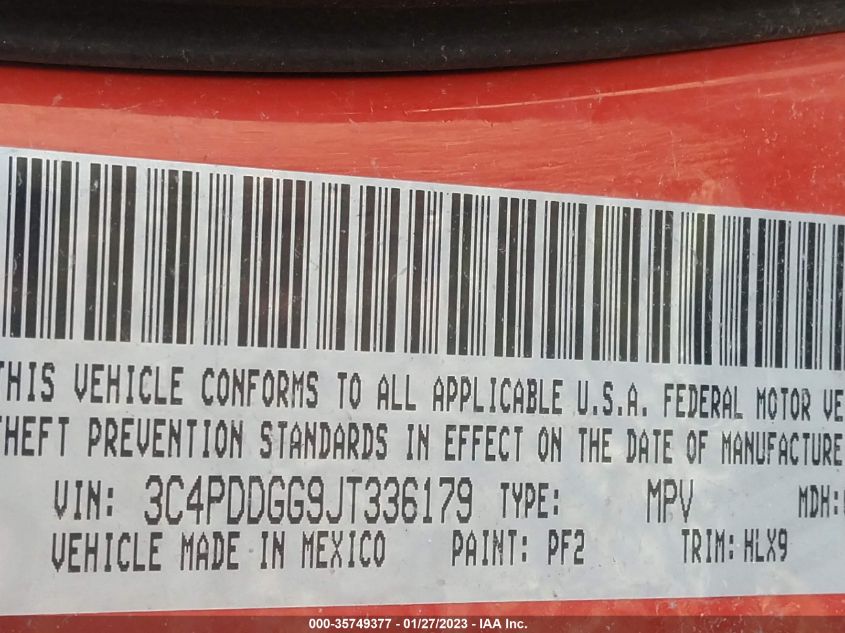 THIS VEHICLE CONFORMS TO ALL APPLICABLE U.S.A. FEDERAL MOTOR VE
THEFT PREVENTION STANDARDS IN EFFECT ON THE DATE OF MANUFACTURE
VIN: 3C4PDDGG9JT336179 TYPE: MPV MDH:
VEHICLE MADE IN MEXICO PAINT: PF2 TRIM: HLX9
000-35749377 - 01/27/2023 - IAA Inc.